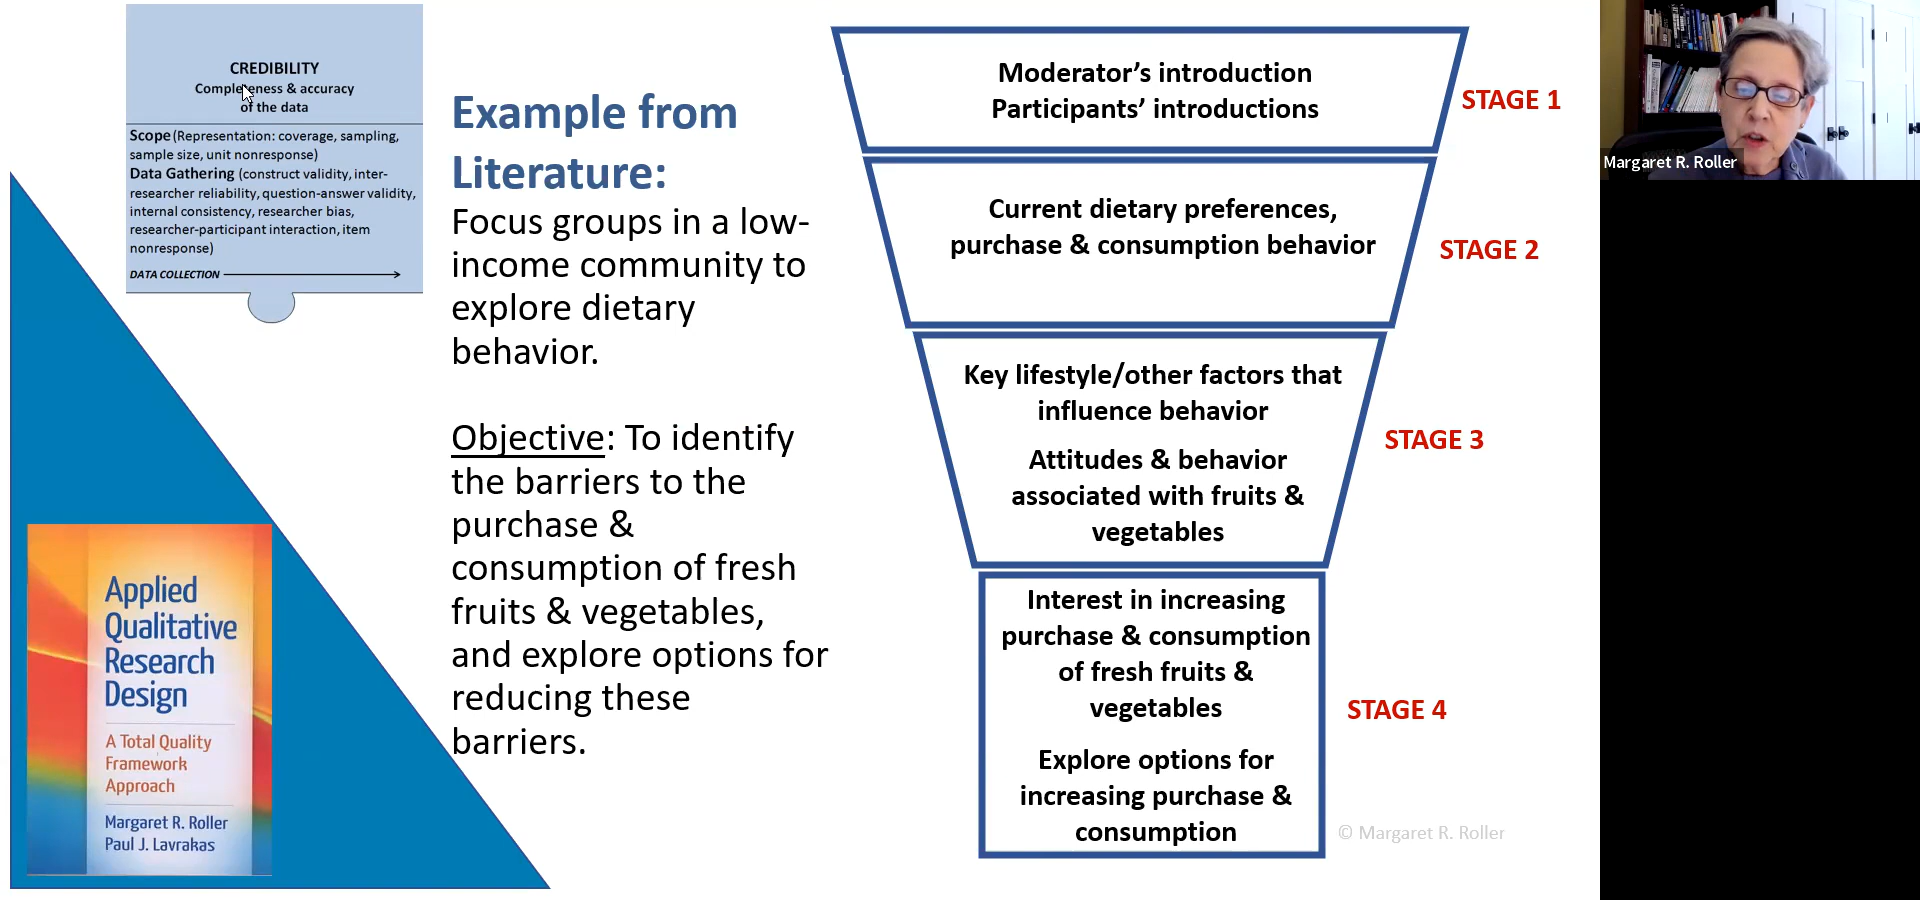 CREDIBILITY
Completeness & accuracy
of the data
Scope (Representation: coverage, sampling,
sample size, unit nonresponse)
Data Gathering (construct validity, inter-
researcher reliability, question-answer validity,
internal consistency, researcher bias,
researcher-participant interaction, item
nonresponse)
DATA COLLECTION
Example from
Literature:
Focus groups in a low-
income community to
explore dietary
behavior.
Objective: To identify
the barriers to the
purchase &
consumption of fresh
fruits & vegetables,
and explore options for
reducing these
barriers.
Applied
Qualitative
Research
Design
A Total Quality
Framework
Approach
Margaret R. Roller
Paul J. Lavrakas
Moderator’s introduction
Participants’ introductions
STAGE 1
Current dietary preferences,
purchase & consumption behavior
STAGE 2
Key lifestyle/other factors that
influence behavior
Attitudes & behavior
associated with fruits &
vegetables
STAGE 3
Interest in increasing
purchase & consumption
of fresh fruits &
vegetables
Explore options for
increasing purchase &
consumption
STAGE 4
© Margaret R. Roller
Margaret R. Roller